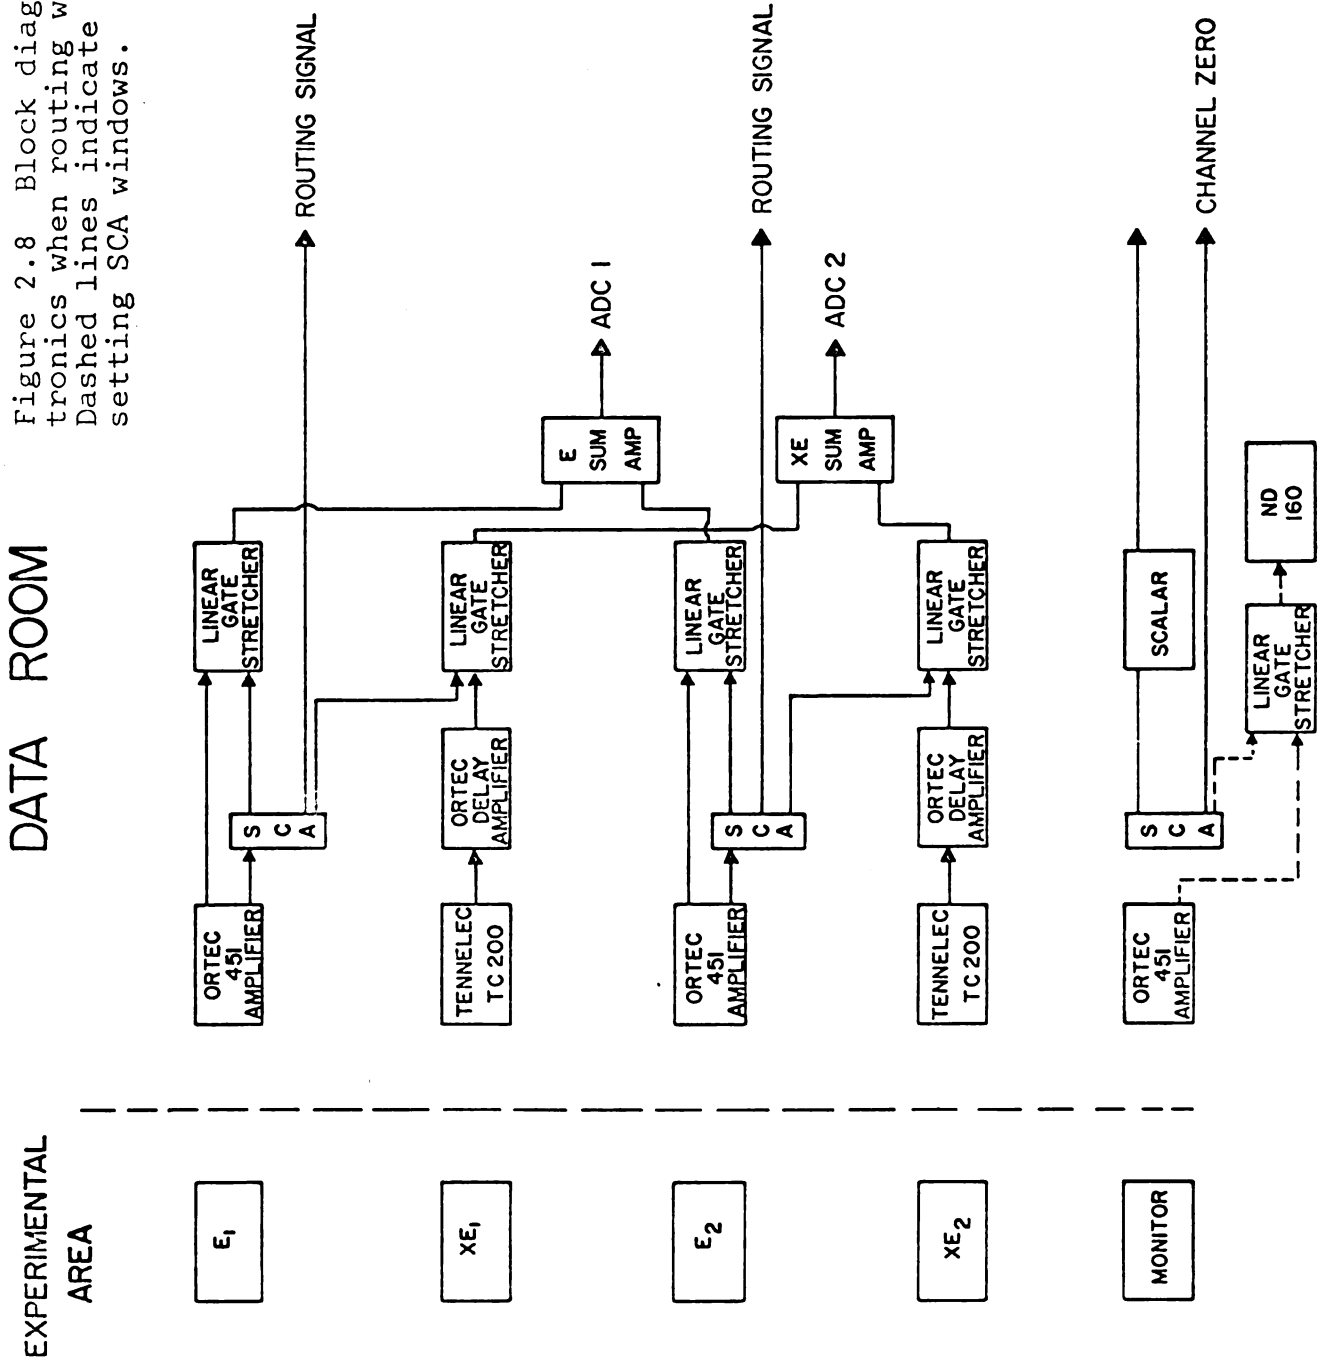 Figure 2.8 Block diag
tronics when routing w
Dashed lines indicate
setting SCA windows.
DATA ROOM
EXPERIMENTAL
AREA
E1
ORTEC
451
AMPLIFIER
S C A
LINEAR
GATE
STRETCHER
ROUTING SIGNAL
XE1
TENNELEC
TC 200
ORTEC
DELAY
AMPLIFIER
LINEAR
GATE
STRETCHER
E
SUM
AMP
ADC 1
E2
ORTEC
451
AMPLIFIER
S C A
LINEAR
GATE
STRETCHER
ROUTING SIGNAL
XE
SUM
AMP
ADC 2
XE2
TENNELEC
TC 200
ORTEC
DELAY
AMPLIFIER
LINEAR
GATE
STRETCHER
MONITOR
ORTEC
451
AMPLIFIER
S C A
SCALAR
CHANNEL ZERO
LINEAR
GATE
STRETCHER
ND
160